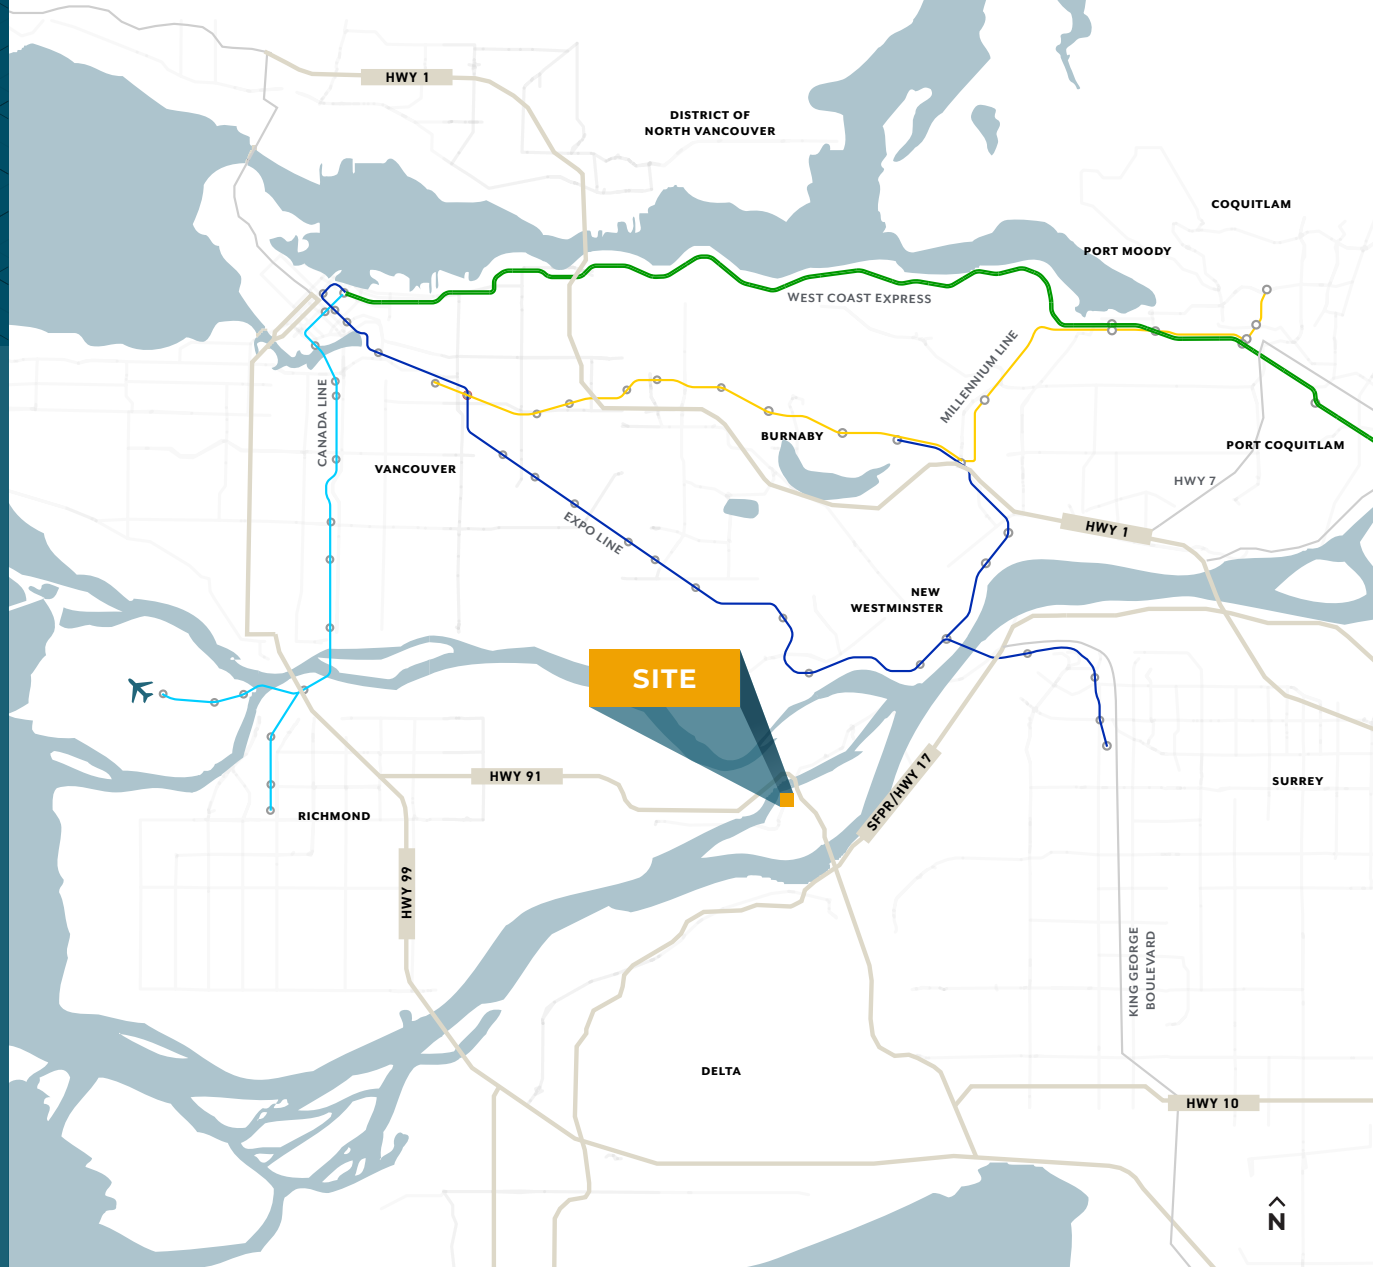 HWY 1
DISTRICT OF
NORTH VANCOUVER
COQUITLAM
PORT MOODY
WEST COAST EXPRESS
MILLENNIUM LINE
CANADA LINE
BURNABY
PORT COQUITLAM
VANCOUVER
HWY 7
EXPO LINE
HWY 1
NEW
WESTMINSTER
SITE
HWY 91
SFPR/HWY 17
SURREY
RICHMOND
HWY 99
KING GEORGE
BOULEVARD
DELTA
HWY 10
N